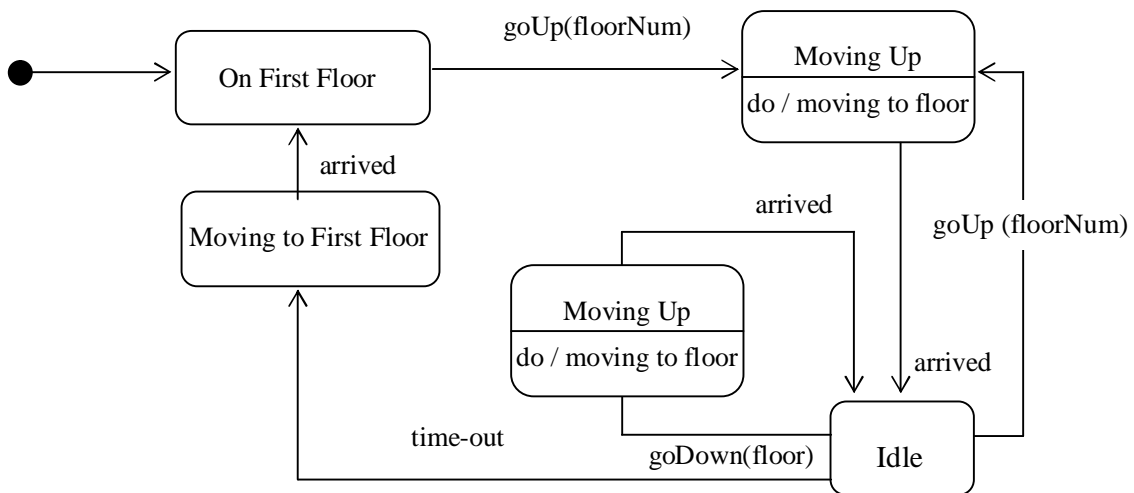 goUp(floorNum)
On First Floor
Moving Up
do / moving to floor
arrived
Moving to First Floor
arrived
goUp (floorNum)
Moving Up
do / moving to floor
arrived
time-out
goDown(floor)
Idle